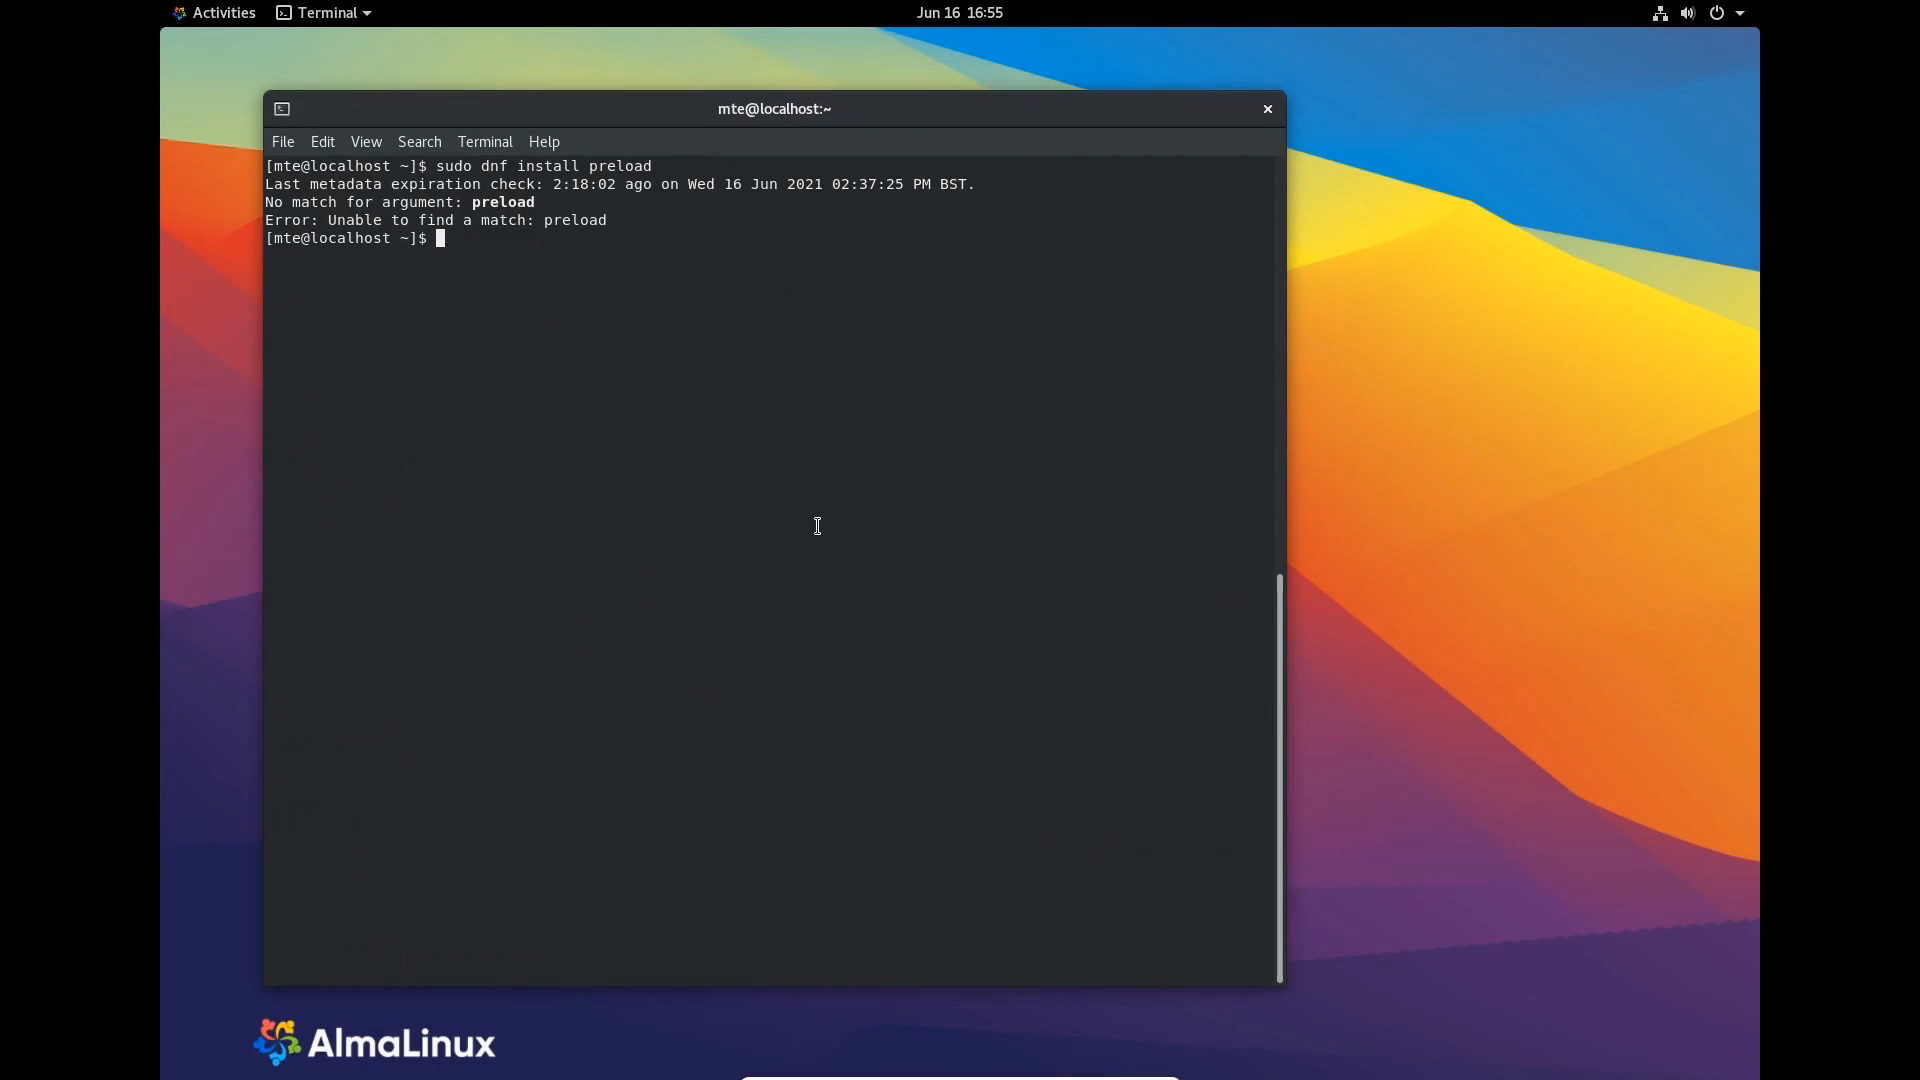 Activities Terminal Jun 16 16:55
mte@localhost:~
File Edit View Search Terminal Help
[mte@localhost ~]$ sudo dnf install preload
Last metadata expiration check: 2:18:02 ago on Wed 16 Jun 2021 02:37:25 PM BST.
No match for argument: preload
Error: Unable to find a match: preload
[mte@localhost ~]$
AlmaLinux